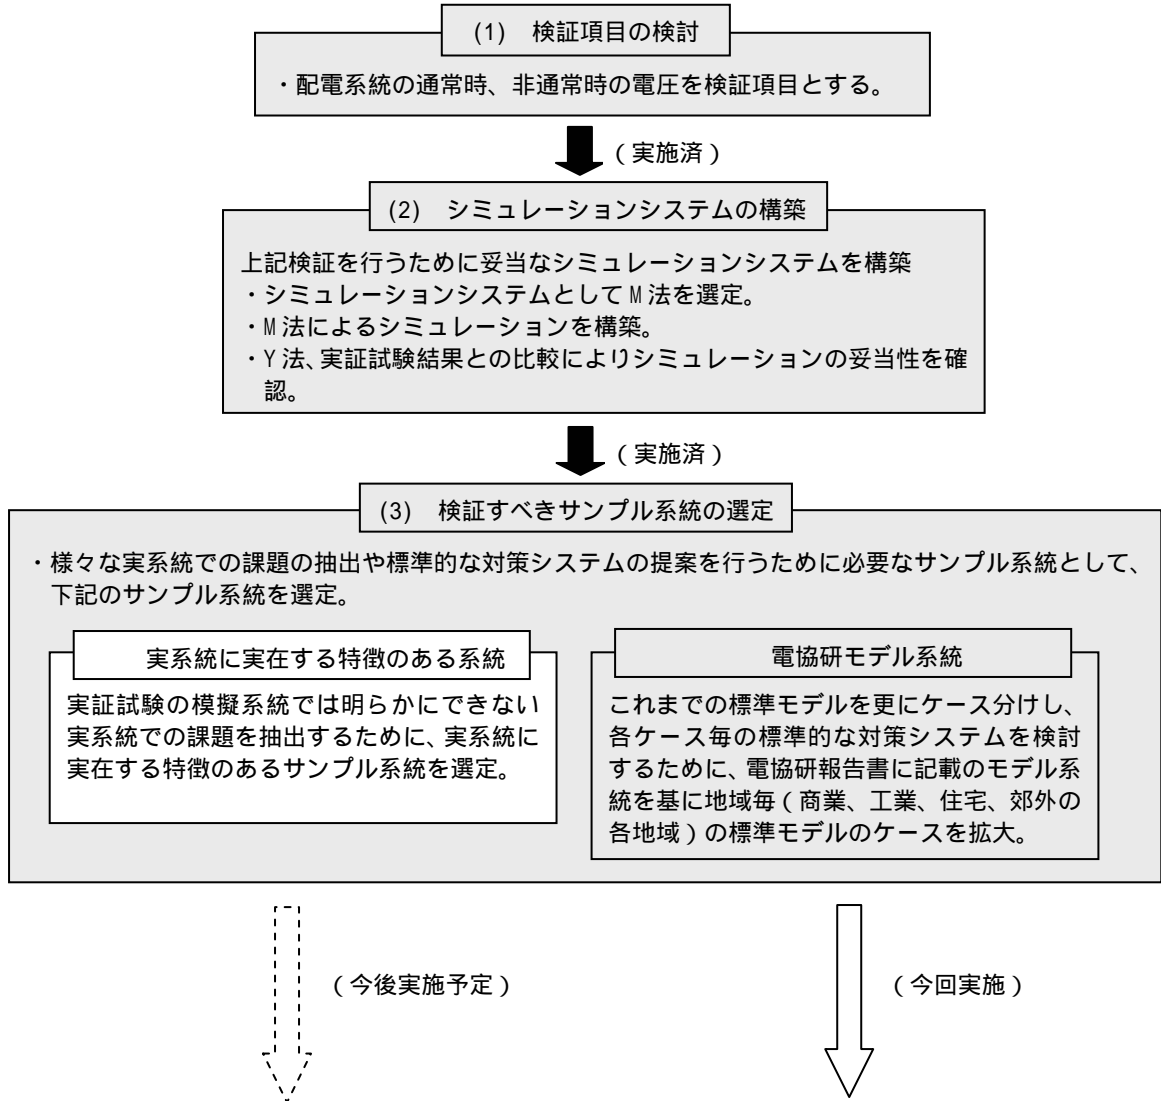 (1) 検証項目の検討
・配電系統の通常時、非通常時の電圧を検証項目とする。
(実施済)
(2) シミュレーションシステムの構築
上記検証を行うために妥当なシミュレーションシステムを構築
・シミュレーションシステムとしてM法を選定。
・M法によるシミュレーションを構築。
・Y法、実証試験結果との比較によりシミュレーションの妥当性を確
認。
(実施済)
(3) 検証すべきサンプル系統の選定
・様々な実系統での課題の抽出や標準的な対策システムの提案を行うために必要なサンプル系統として、
下記のサンプル系統を選定。
実系統に実在する特徴のある系統
実証試験の模擬系統では明らかにできない
実系統での課題を抽出するために、実系統に
実在する特徴のあるサンプル系統を選定。
電協研モデル系統
これまでの標準モデルを更にケース分けし、
各ケース毎の標準的な対策システムを検討
するために、電協研報告書に記載のモデル系
統を基に地域毎(商業、工業、住宅、郊外の
各地域)の標準モデルのケースを拡大。
(今後実施予定)
(今回実施)